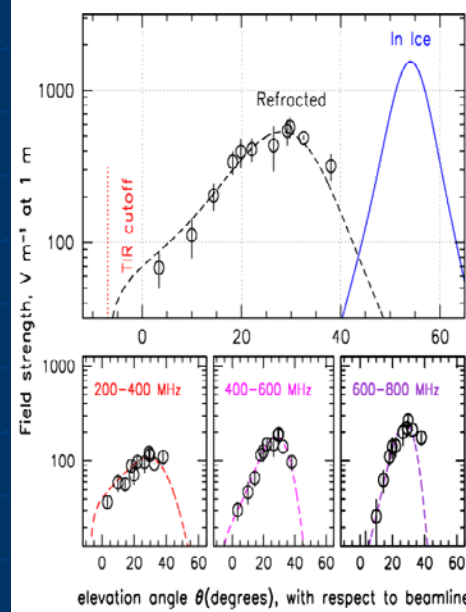 In Ice
Refracted
1000
100
TIR cutoff
0
20
40
60
Field strength, V m⁻¹ at 1 m
200-400 MHz
400-600 MHz
600-800 MHz
1000
100
0 20 40 60
0 20 40 60
0 20 40 60
elevation angle θ(degrees), with respect to beamline